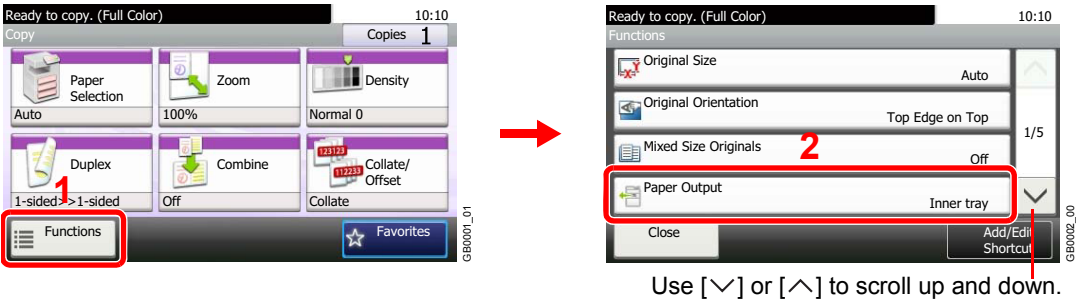 Ready to copy. (Full Color)
10:10
Copy
Copies 1
Paper
Selection
Auto
Zoom
100%
Density
Normal 0
Duplex
1-sided>>1-sided
Combine
Off
123123
112233
Collate/
Offset
Collate
1
Functions
Favorites
GB0001_01
Ready to copy. (Full Color)
10:10
Functions
Original Size
Auto
Original Orientation
Top Edge on Top
Mixed Size Originals
Off
2
Paper Output
Inner tray
1/5
Close
Add/Edit
Shortcut
GB0002_00
Use [∨] or [∧] to scroll up and down.